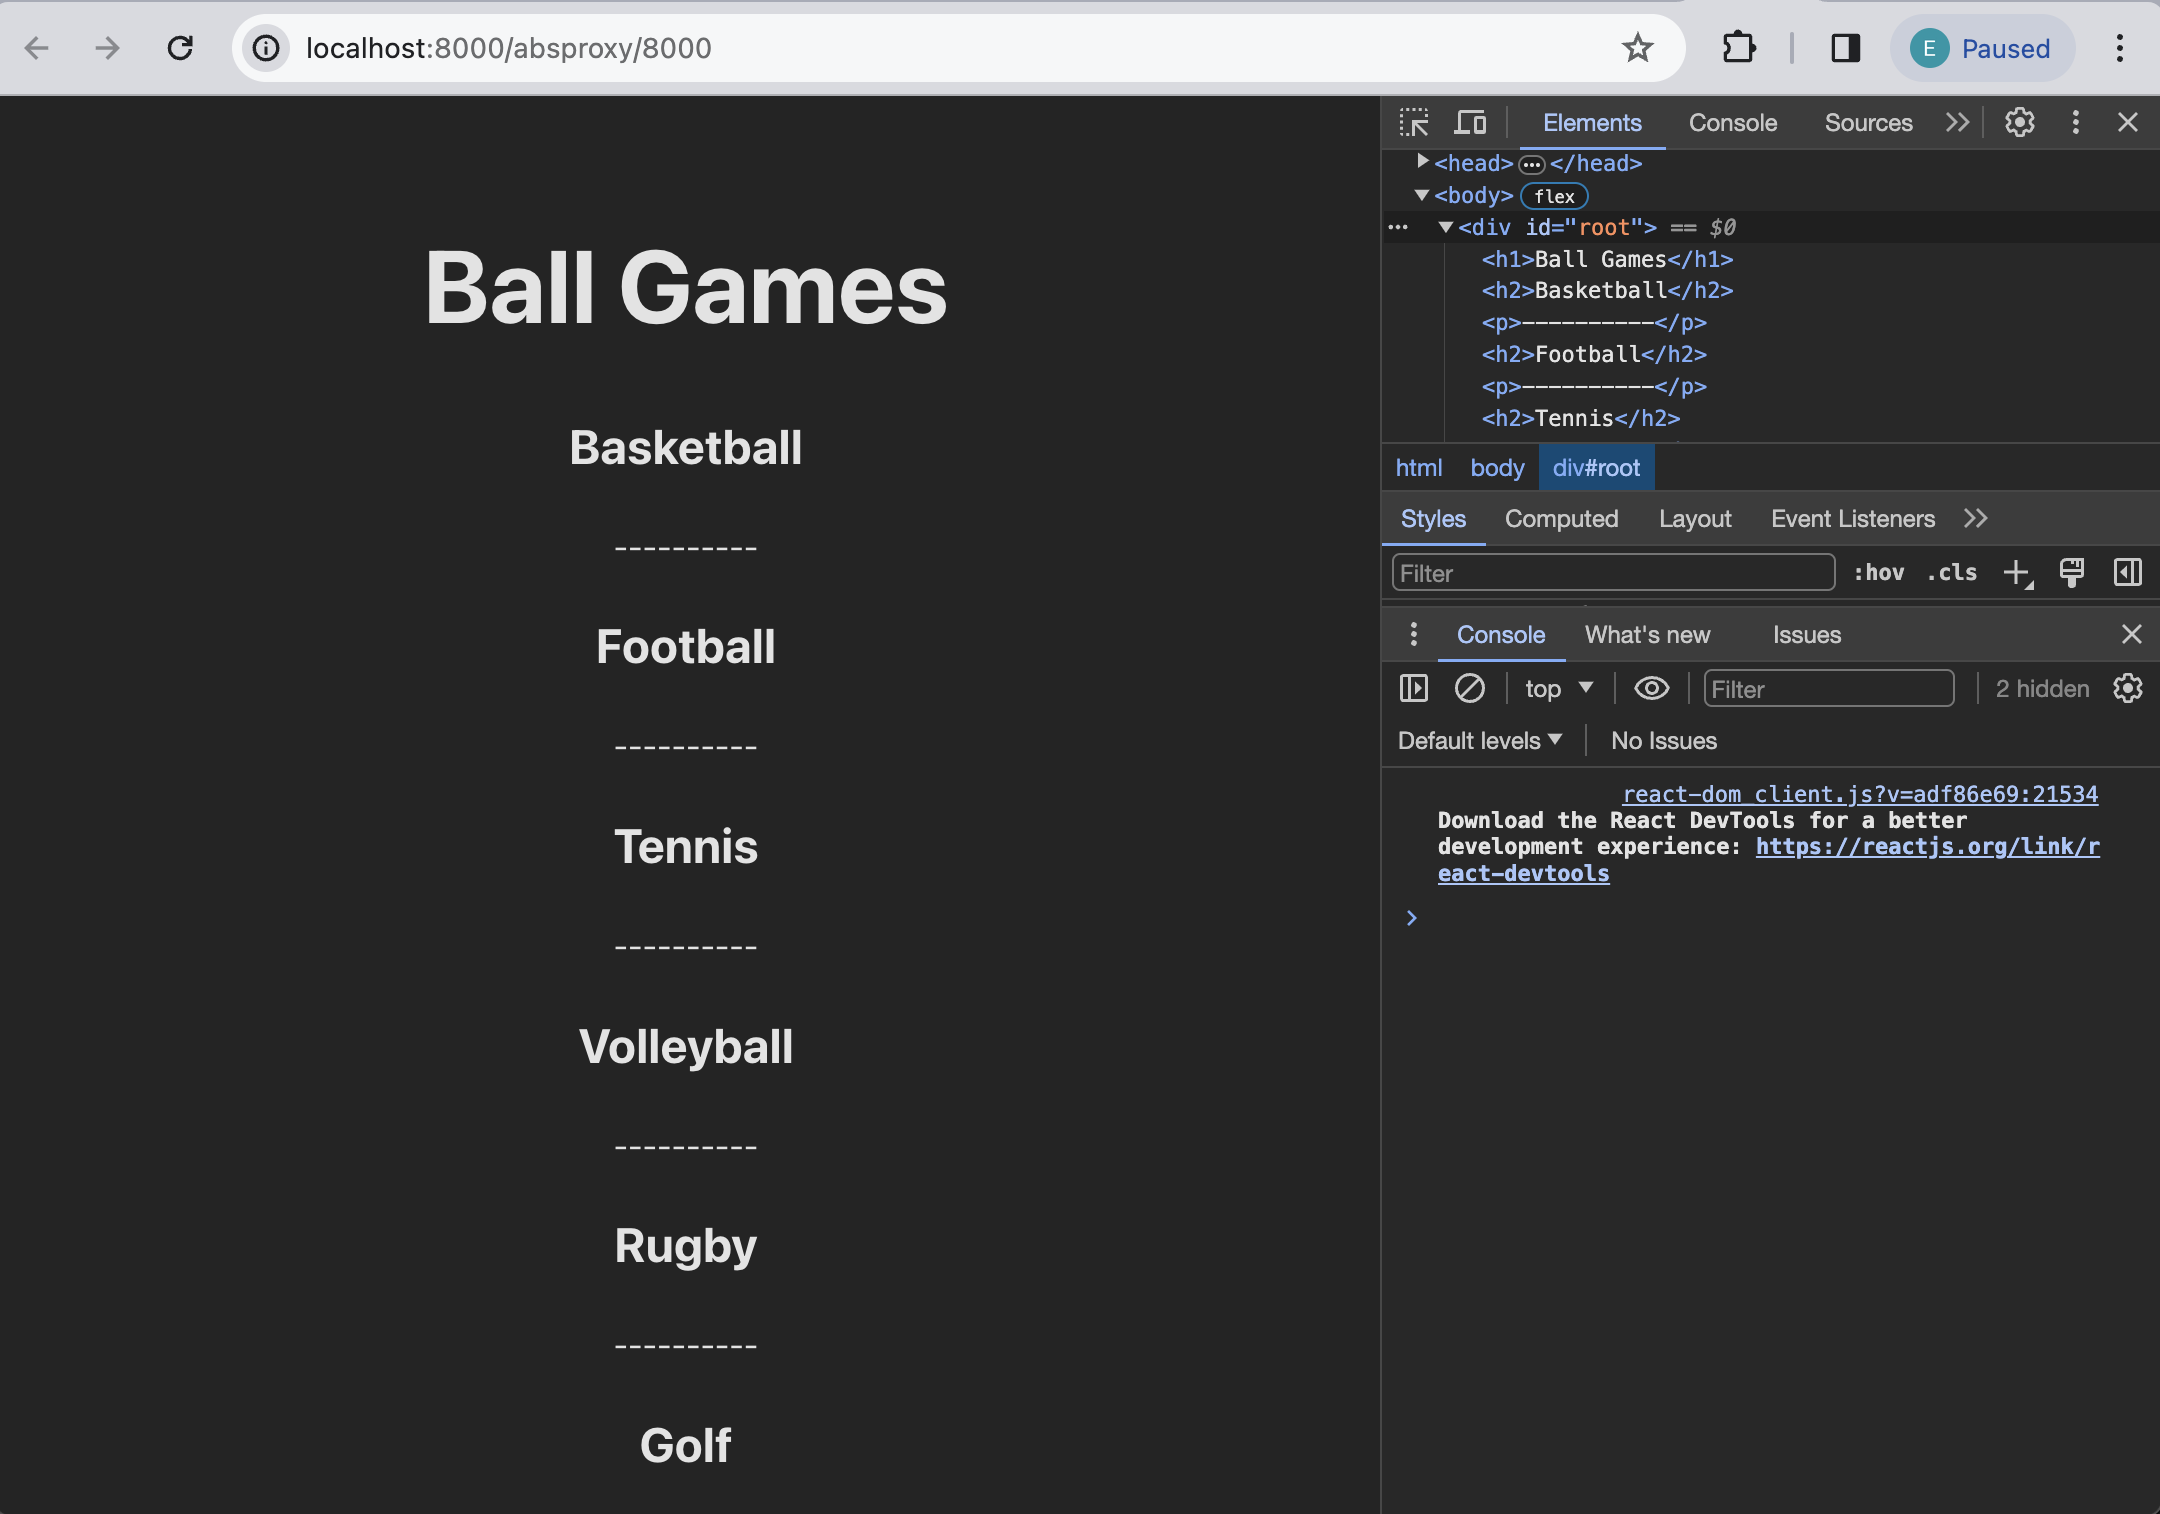 localhost:8000/absproxy/8000
E Paused
Ball Games
Basketball
----------
Football
----------
Tennis
----------
Volleyball
----------
Rugby
----------
Golf
Elements Console Sources
<head> </head>
<body> flex
<div id="root"> == $0
<h1>Ball Games</h1>
<h2>Basketball</h2>
<p>----------</p>
<h2>Football</h2>
<p>----------</p>
<h2>Tennis</h2>
html body div#root
Styles Computed Layout Event Listeners
Filter :hov .cls
Console What's new Issues
top Filter 2 hidden
Default levels No Issues
react-dom_client.js?v=adf86e69:21534
Download the React DevTools for a better
development experience: https://reactjs.org/link/r
eact-devtools